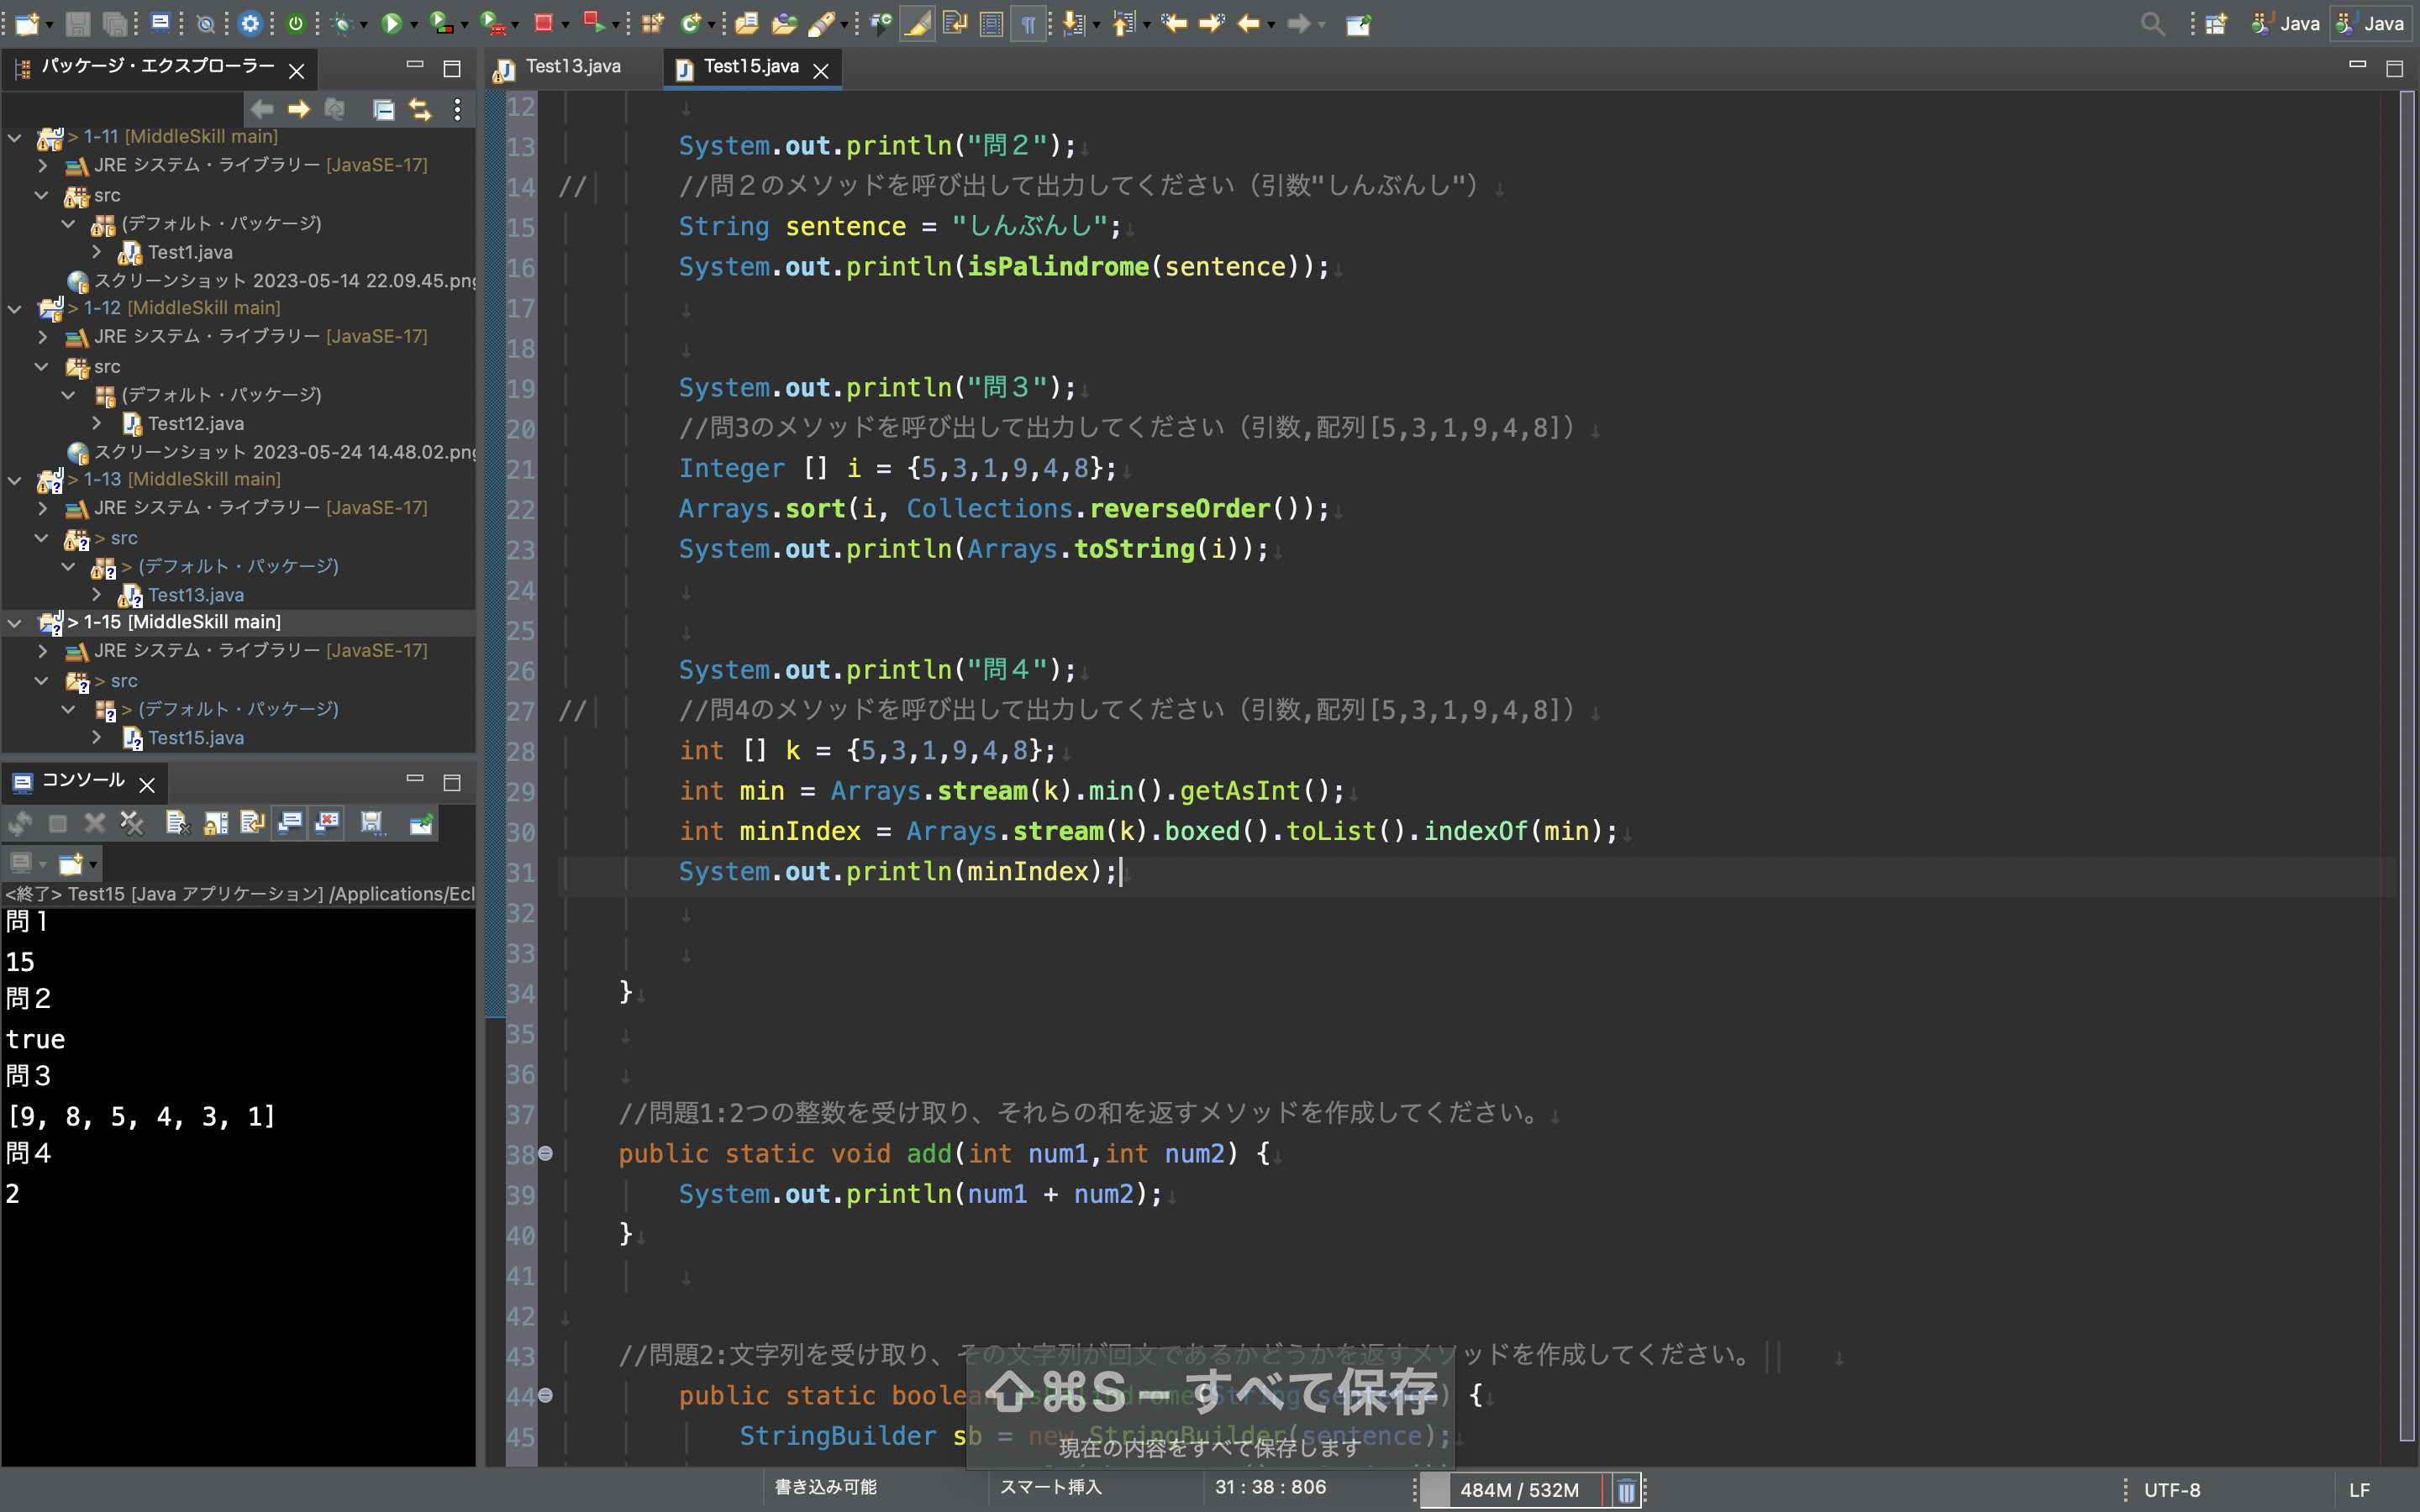 Java
Java
パッケージ・エクスプローラー
> 1-11 [MiddleSkill main]
JRE システム・ライブラリー [JavaSE-17]
src
(デフォルト・パッケージ)
Test1.java
スクリーンショット 2023-05-14 22.09.45.png
> 1-12 [MiddleSkill main]
JRE システム・ライブラリー [JavaSE-17]
src
(デフォルト・パッケージ)
Test12.java
スクリーンショット 2023-05-24 14.48.02.png
> 1-13 [MiddleSkill main]
JRE システム・ライブラリー [JavaSE-17]
> src
> (デフォルト・パッケージ)
Test13.java
> 1-15 [MiddleSkill main]
JRE システム・ライブラリー [JavaSE-17]
> src
> (デフォルト・パッケージ)
Test15.java
コンソール
<終了> Test15 [Java アプリケーション] /Applications/Ecl
問1
15
問２
true
問３
[9, 8, 5, 4, 3, 1]
問４
2
Test13.java
Test15.java
12
13 System.out.println("問２");
14 // //問２のメソッドを呼び出して出力してください（引数"しんぶんし"）
15 String sentence = "しんぶんし";
16 System.out.println(isPalindrome(sentence));
17
18
19 System.out.println("問３");
20 //問3のメソッドを呼び出して出力してください（引数,配列[5,3,1,9,4,8]）
21 Integer [] i = {5,3,1,9,4,8};
22 Arrays.sort(i, Collections.reverseOrder());
23 System.out.println(Arrays.toString(i));
24
25
26 System.out.println("問４");
27 // //問4のメソッドを呼び出して出力してください（引数,配列[5,3,1,9,4,8]）
28 int [] k = {5,3,1,9,4,8};
29 int min = Arrays.stream(k).min().getAsInt();
30 int minIndex = Arrays.stream(k).boxed().toList().indexOf(min);
31 System.out.println(minIndex);
32
33
34 }
35
36
37 //問題1:2つの整数を受け取り、それらの和を返すメソッドを作成してください。
38 public static void add(int num1,int num2) {
39 System.out.println(num1 + num2);
40 }
41
42
43 //問題2:文字列を受け取り、その文字列が回文であるかどうかを返すメソッドを作成してください。
44 public static boolean isPalindrome(String sentence) {
45 StringBuilder sb = new StringBuilder(sentence);
⇧⌘S – すべて保存
現在の内容をすべて保存します
書き込み可能
スマート挿入
31 : 38 : 806
484M / 532M
UTF-8
LF